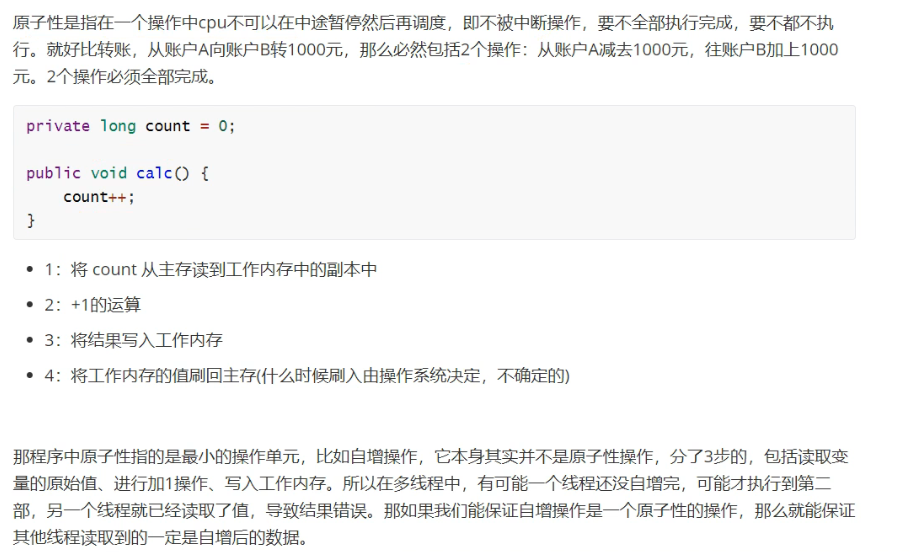 原子性是指在一个操作中cpu不可以在中途暂停然后再调度，即不被中断操作，要不全部执行完成，要不都不执
行。就好比转账，从账户A向账户B转1000元，那么必然包括2个操作：从账户A减去1000元，往账户B加上1000
元。2个操作必须全部完成。
private long count = 0;
public void calc() {
    count++;
}
• 1：将 count 从主存读到工作内存中的副本中
• 2：+1的运算
• 3：将结果写入工作内存
• 4：将工作内存的值刷回主存(什么时候刷入由操作系统决定，不确定的)
那程序中原子性指的是最小的操作单元，比如自增操作，它本身其实并不是原子性操作，分了3步的，包括读取变
量的原始值、进行加1操作、写入工作内存。所以在多线程中，有可能一个线程还没自增完，可能才执行到第二
部，另一个线程就已经读取了值，导致结果错误。那如果我们能保证自增操作是一个原子性的操作，那么就能保证
其他线程读取到的一定是自增后的数据。